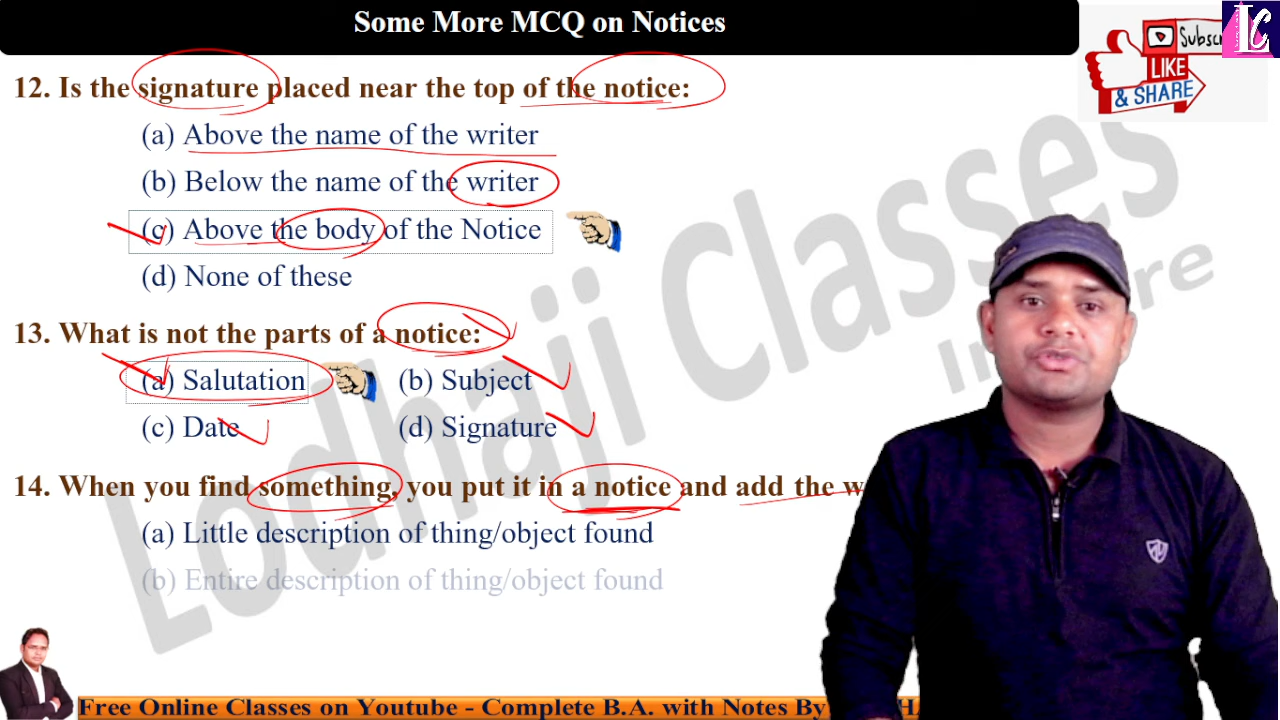 Some More MCQ on Notices
Subscr
LIKE
& SHARE
LC
12. Is the signature placed near the top of the notice:
(a) Above the name of the writer
(b) Below the name of the writer
(c) Above the body of the Notice
(d) None of these
13. What is not the parts of a notice:
(a) Salutation (b) Subject
(c) Date (d) Signature
14. When you find something, you put it in a notice and add the w
(a) Little description of thing/object found
(b) Entire description of thing/object found
Lodhaji Classes
Free Online Classes on Youtube - Complete B.A. with Notes By